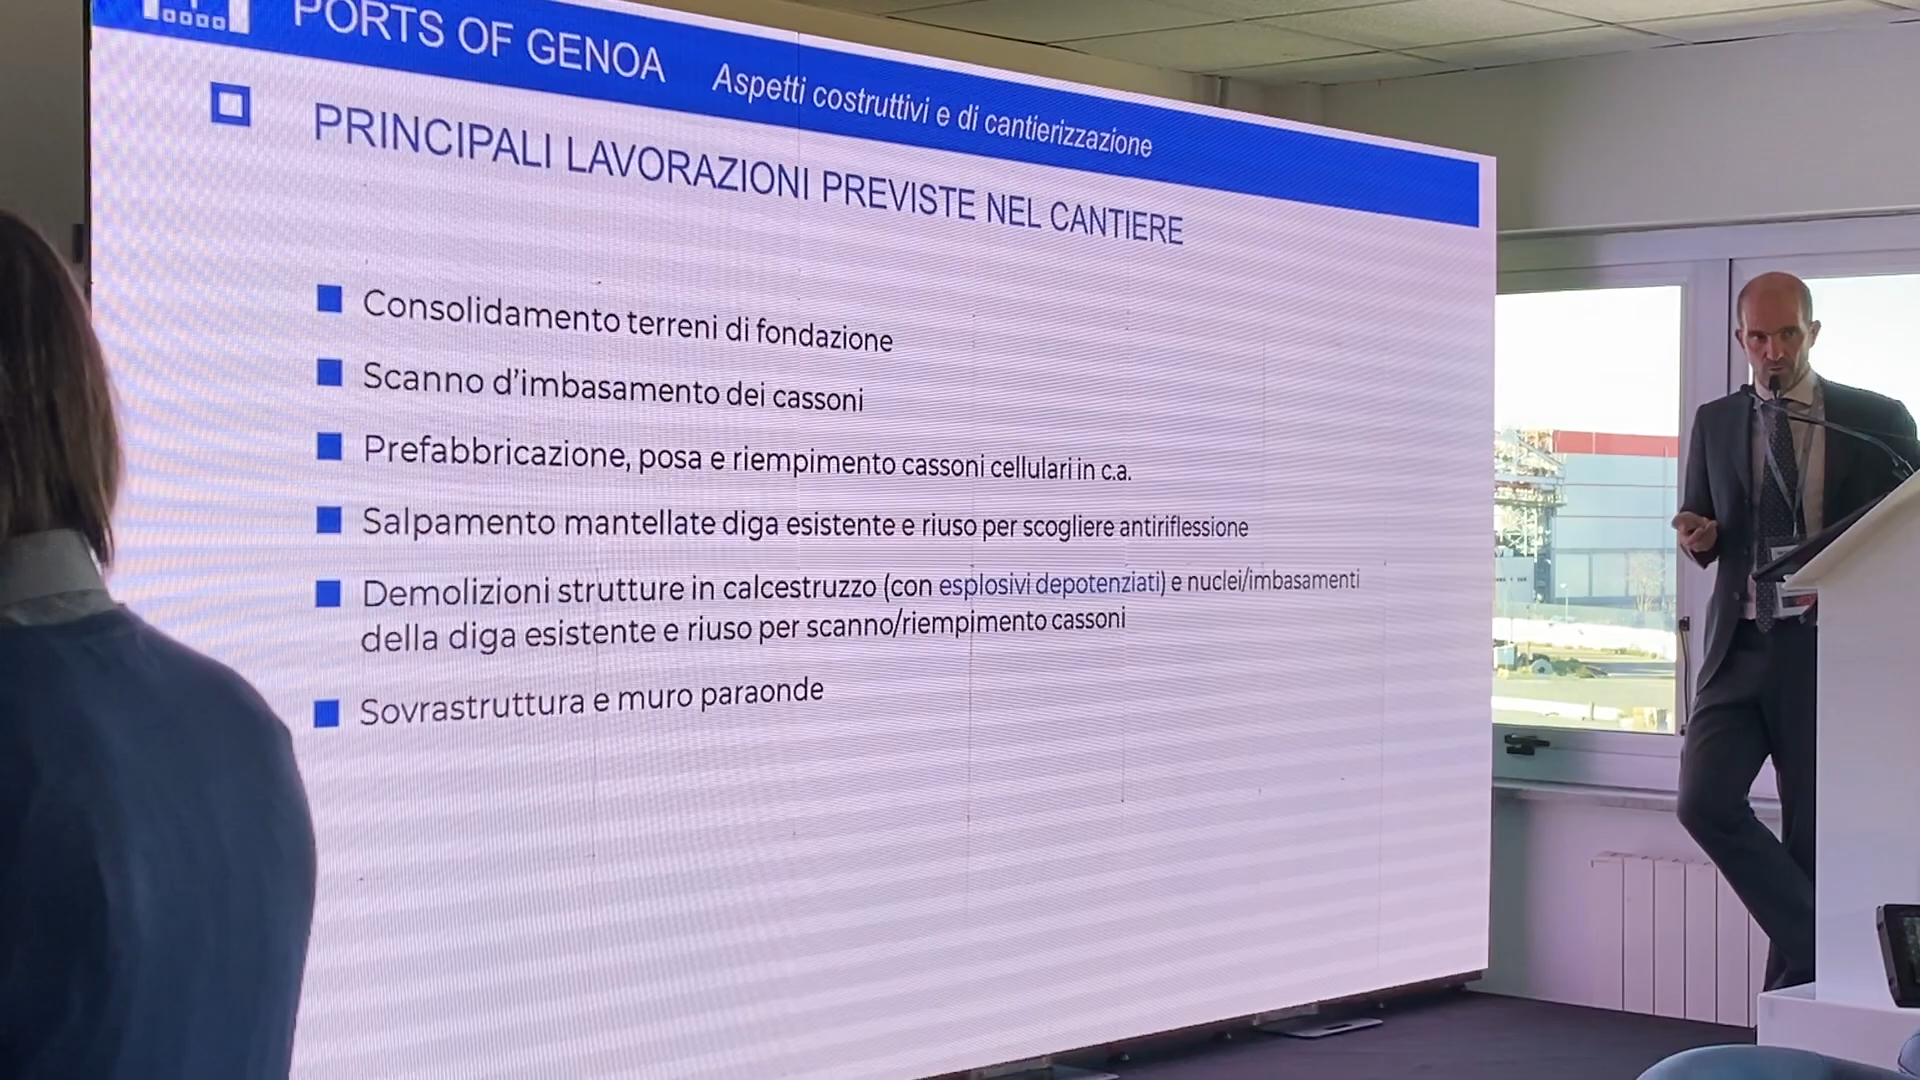 PORTS OF GENOA Aspetti costruttivi e di cantierizzazione
PRINCIPALI LAVORAZIONI PREVISTE NEL CANTIERE
Consolidamento terreni di fondazione
Scanno d'imbasamento dei cassoni
Prefabbricazione, posa e riempimento cassoni cellulari in c.a.
Salpamento mantellate diga esistente e riuso per scogliere antiriflessione
Demolizioni strutture in calcestruzzo (con esplosivi depotenziati) e nuclei/imbasamenti
della diga esistente e riuso per scanno/riempimento cassoni
Sovrastruttura e muro paraonde